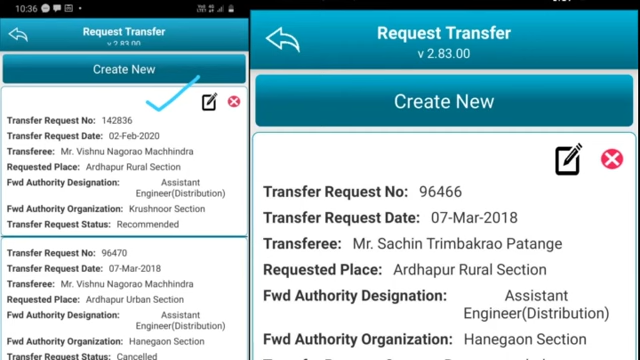 10:36
Request Transfer
v 2.83.00
Create New
Transfer Request No: 142836
Transfer Request Date: 02-Feb-2020
Transferee: Mr. Vishnu Nagorao Machhindra
Requested Place: Ardhapur Rural Section
Fwd Authority Designation: Assistant
Engineer(Distribution)
Fwd Authority Organization: Krushnoor Section
Transfer Request Status: Recommended
Transfer Request No: 96470
Transfer Request Date: 07-Mar-2018
Transferee: Mr. Vishnu Nagorao Machhindra
Requested Place: Ardhapur Urban Section
Fwd Authority Designation: Assistant
Engineer(Distribution)
Fwd Authority Organization: Hanegaon Section
Transfer Request Status: Cancelled
Request Transfer
v 2.83.00
Create New
Transfer Request No: 96466
Transfer Request Date: 07-Mar-2018
Transferee: Mr. Sachin Trimbakrao Patange
Requested Place: Ardhapur Rural Section
Fwd Authority Designation: Assistant
Engineer(Distribution)
Fwd Authority Organization: Hanegaon Section